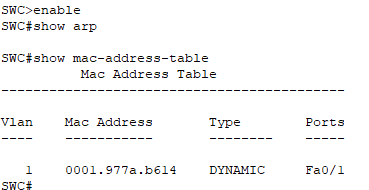 SWC>enable
SWC#show arp
SWC#show mac-address-table
Mac Address Table
-------------------------------------------
Vlan Mac Address Type Ports
---- ----------- -------- -----
1 0001.977a.b614 DYNAMIC Fa0/1
SWC#